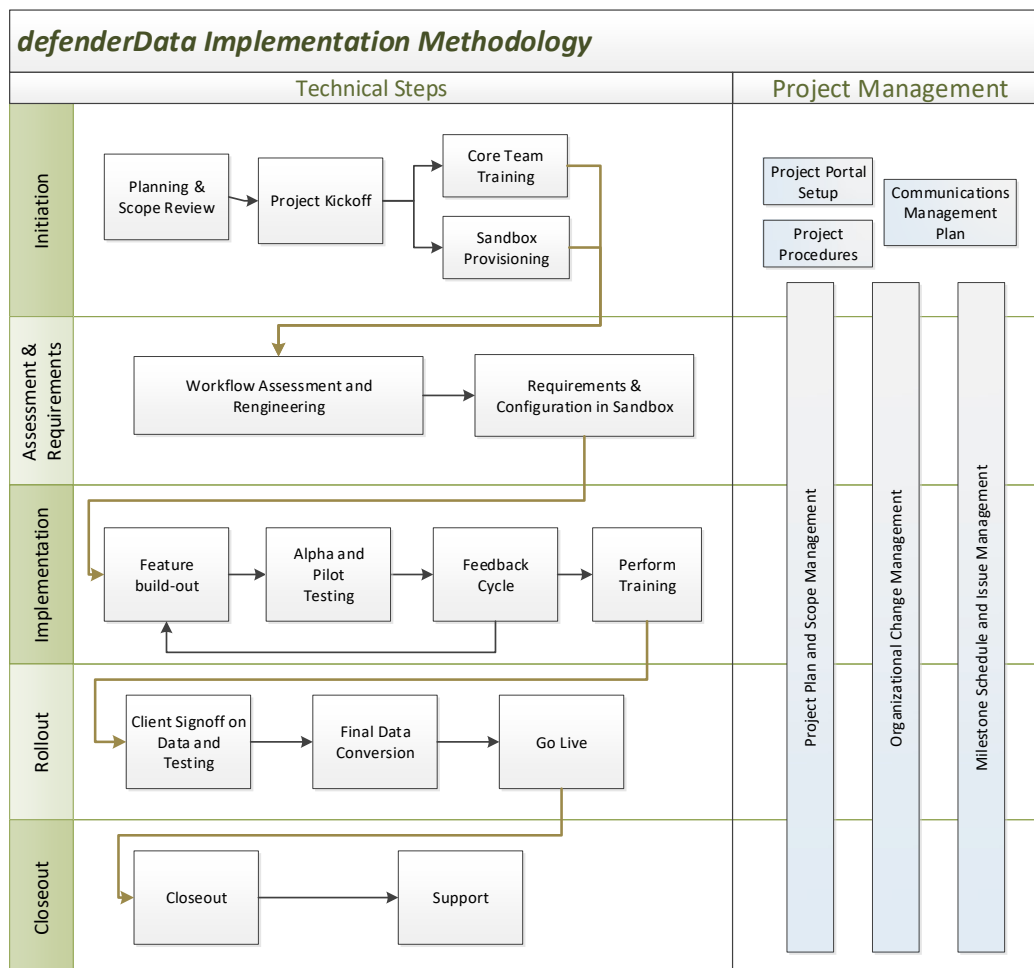 defenderData Implementation Methodology
Technical Steps
Project Management
Initiation
Planning &
Scope Review
Project Kickoff
Core Team
Training
Sandbox
Provisioning
Project Portal
Setup
Communications
Management
Plan
Project
Procedures
Assessment &
Requirements
Workflow Assessment and
Rengineering
Requirements &
Configuration in Sandbox
Implementation
Feature
build-out
Alpha and
Pilot
Testing
Feedback
Cycle
Perform
Training
Rollout
Client Signoff on
Data and
Testing
Final Data
Conversion
Go Live
Closeout
Closeout
Support
Project Plan and Scope Management
Organizational Change Management
Milestone Schedule and Issue Management